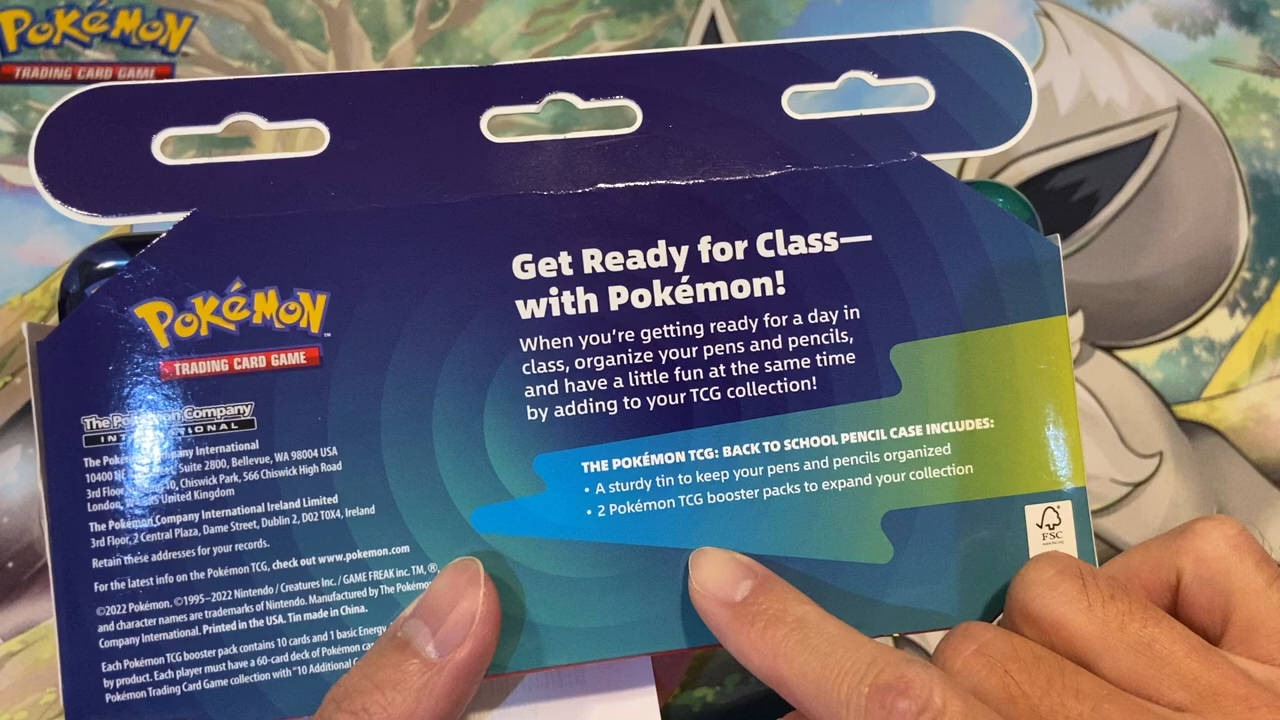 Pokémon
TRADING CARD GAME
Get Ready for Class—
with Pokémon!
When you're getting ready for a day in
class, organize your pens and pencils,
and have a little fun at the same time
by adding to your TCG collection!
THE POKÉMON TCG: BACK TO SCHOOL PENCIL CASE INCLUDES:
• A sturdy tin to keep your pens and pencils organized
• 2 Pokémon TCG booster packs to expand your collection
FSC
Pokémon™
TRADING CARD GAME
The Pokémon Company
INTERNATIONAL
The Pokémon Company International
10400 Suite 2800, Bellevue, WA 98004 USA
3rd Floor, 10, Chiswick Park, 566 Chiswick High Road
London, United Kingdom
The Pokémon Company International Ireland Limited
3rd Floor, 2 Central Plaza, Dame Street, Dublin 2, D02 T0X4, Ireland
Retain these addresses for your records.
For the latest info on the Pokémon TCG, check out www.pokemon.com
©2022 Pokémon. ©1995–2022 Nintendo / Creatures Inc. / GAME FREAK inc. TM, ®,
and character names are trademarks of Nintendo. Manufactured by The Pokémon
Company International. Printed in the USA. Tin made in China.
Each Pokémon TCG booster pack contains 10 cards and 1 basic Energy
by product. Each player must have a 60-card deck of Pokémon
Pokémon Trading Card Game collection with "10 Additional